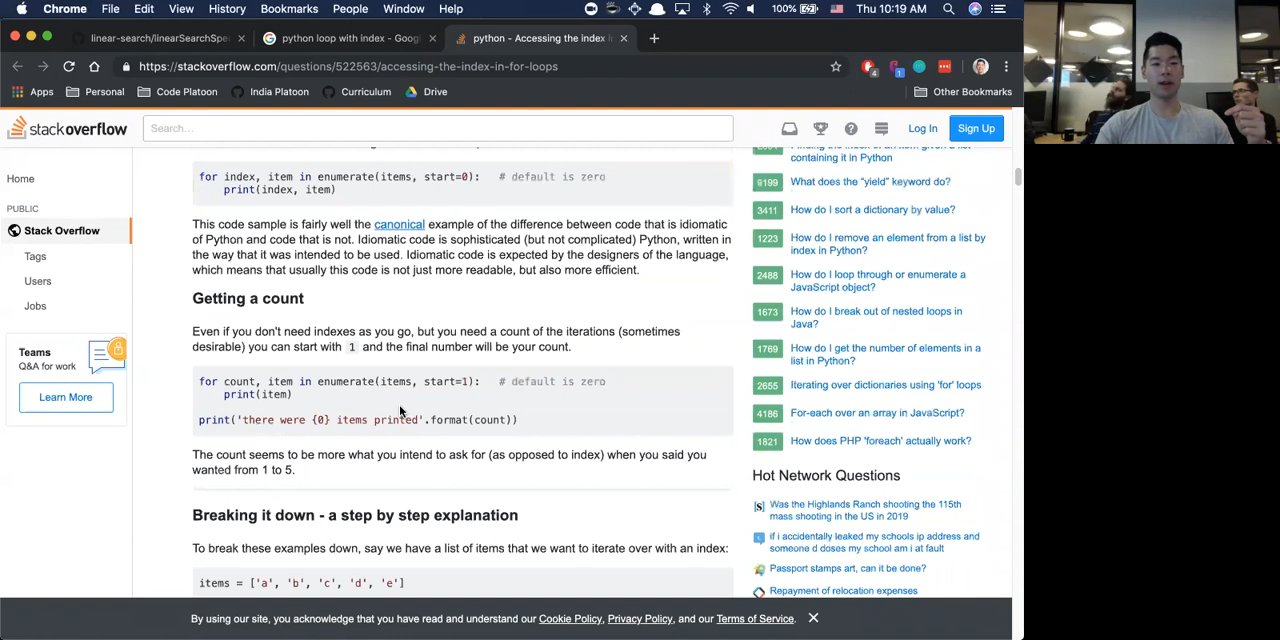 Chrome File Edit View History Bookmarks People Window Help 100% Thu 10:19 AM
linear-search/linearSearchSpe × python loop with index - Goog × python - Accessing the index i × +
https://stackoverflow.com/questions/522563/accessing-the-index-in-for-loops
4 1
Apps Personal Code Platoon India Platoon Curriculum Drive Other Bookmarks
stackoverflow Search... Log In Sign Up
Home
PUBLIC
Stack Overflow
Tags
Users
Jobs
Teams
Q&A for work
Learn More
for index, item in enumerate(items, start=0): # default is zero
print(index, item)
This code sample is fairly well the canonical example of the difference between code that is idiomatic
of Python and code that is not. Idiomatic code is sophisticated (but not complicated) Python, written in
the way that it was intended to be used. Idiomatic code is expected by the designers of the language,
which means that usually this code is not just more readable, but also more efficient.
Getting a count
Even if you don't need indexes as you go, but you need a count of the iterations (sometimes
desirable) you can start with 1 and the final number will be your count.
for count, item in enumerate(items, start=1): # default is zero
print(item)
print('there were {0} items printed'.format(count))
The count seems to be more what you intend to ask for (as opposed to index) when you said you
wanted from 1 to 5.
Breaking it down - a step by step explanation
To break these examples down, say we have a list of items that we want to iterate over with an index:
items = ['a', 'b', 'c', 'd', 'e']
Finding the index of an item given a list
containing it in Python
9199 What does the “yield” keyword do?
3411 How do I sort a dictionary by value?
1223 How do I remove an element from a list by
index in Python?
2488 How do I loop through or enumerate a
JavaScript object?
1673 How do I break out of nested loops in
Java?
1769 How do I get the number of elements in a
list in Python?
2655 Iterating over dictionaries using 'for' loops
4186 For-each over an array in JavaScript?
1821 How does PHP 'foreach' actually work?
Hot Network Questions
Was the Highlands Ranch shooting the 115th
mass shooting in the US in 2019
if i accidentally leaked my schools ip address and
someone d doses my school am i at fault
Passport stamps art, can it be done?
Repayment of relocation expenses
By using our site, you acknowledge that you have read and understand our Cookie Policy, Privacy Policy, and our Terms of Service. ×